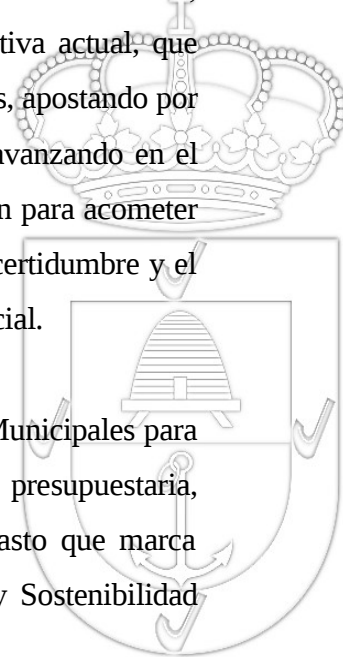 tiva actual, que
s, apostando por
avanzando en el
n para acometer
certidumbre y el
cial.
Municipales para
presupuestaria,
asto que marca
y Sostenibilidad